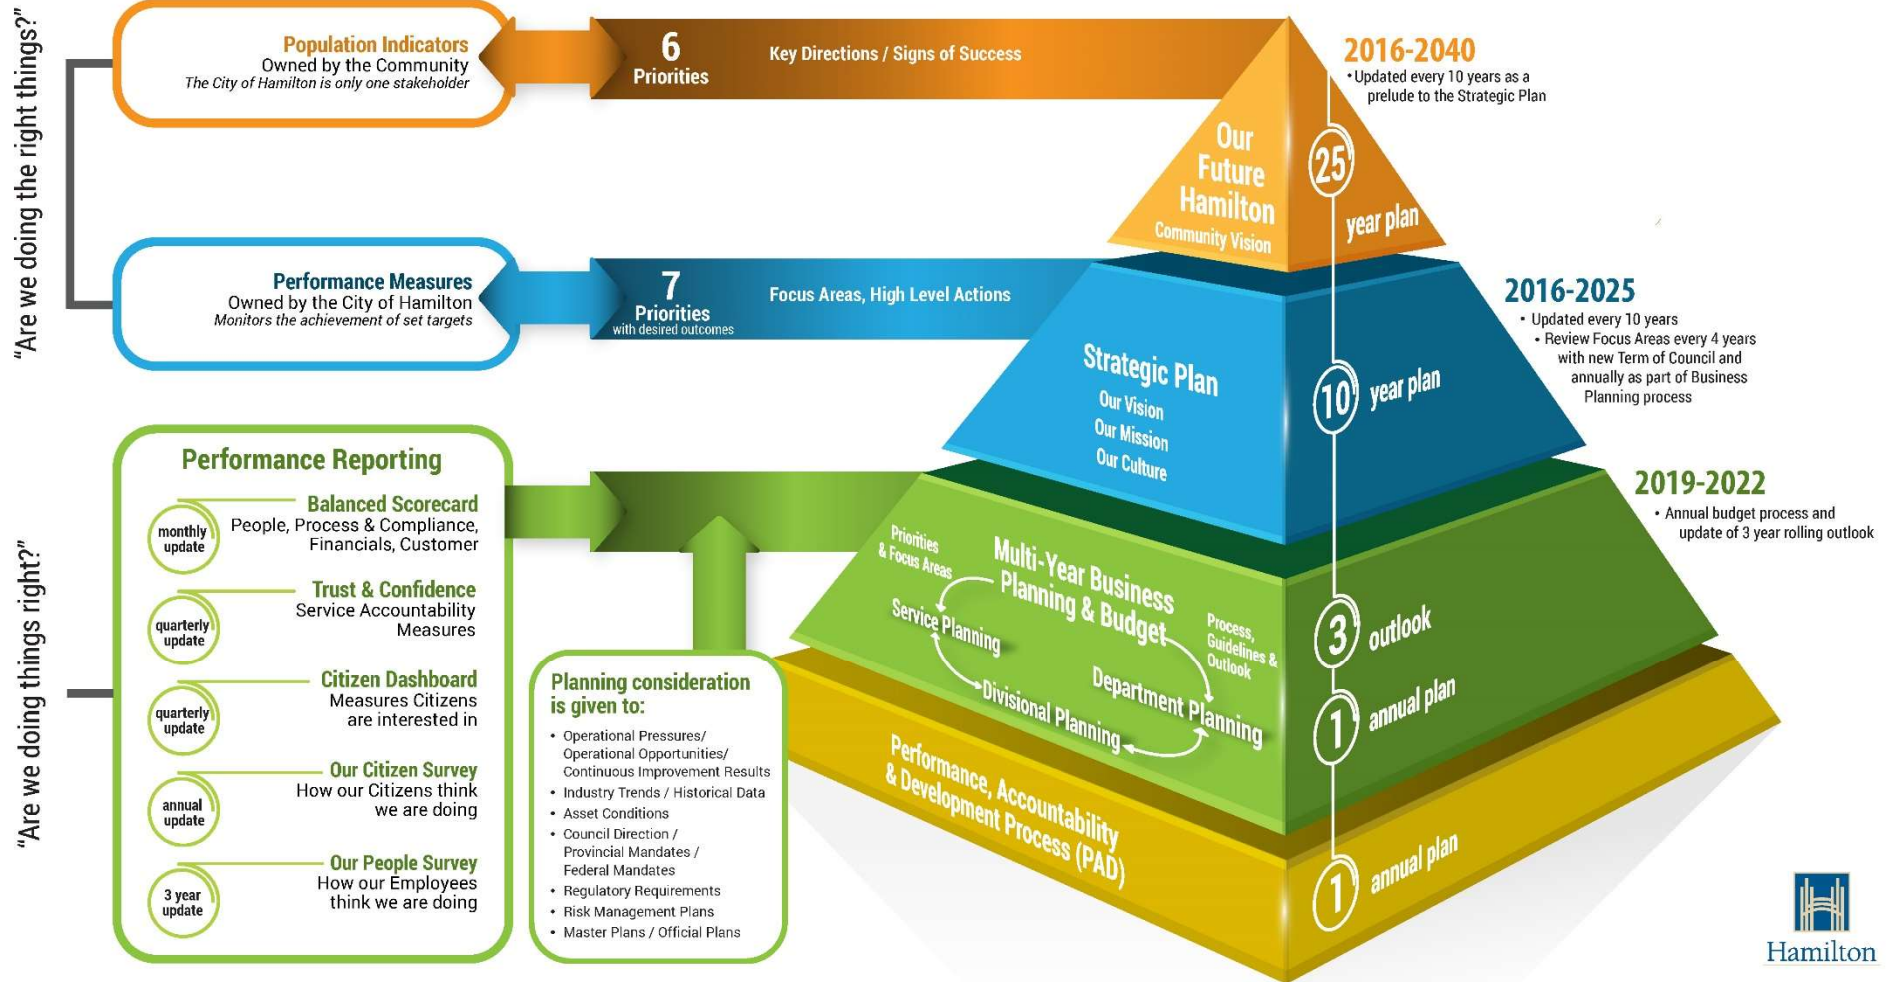 "Are we doing the right things?"
Population Indicators
Owned by the Community
The City of Hamilton is only one stakeholder
6
Priorities
Key Directions / Signs of Success
2016-2040
• Updated every 10 years as a
prelude to the Strategic Plan
Our
Future
Hamilton
Community Vision
25
year plan
Performance Measures
Owned by the City of Hamilton
Monitors the achievement of set targets
7
Priorities
with desired outcomes
Focus Areas, High Level Actions
2016-2025
• Updated every 10 years
• Review Focus Areas every 4 years
with new Term of Council and
annually as part of Business
Planning process
Strategic Plan
Our Vision
Our Mission
Our Culture
10
year plan
"Are we doing things right?"
Performance Reporting
monthly
update
Balanced Scorecard
People, Process & Compliance,
Financials, Customer
quarterly
update
Trust & Confidence
Service Accountability
Measures
quarterly
update
Citizen Dashboard
Measures Citizens
are interested in
annual
update
Our Citizen Survey
How our Citizens think
we are doing
3 year
update
Our People Survey
How our Employees
think we are doing
Planning consideration
is given to:
• Operational Pressures/
Operational Opportunities/
Continuous Improvement Results
• Industry Trends / Historical Data
• Asset Conditions
• Council Direction /
Provincial Mandates /
Federal Mandates
• Regulatory Requirements
• Risk Management Plans
• Master Plans / Official Plans
2019-2022
• Annual budget process and
update of 3 year rolling outlook
Priorities
& Focus Areas
Multi-Year Business
Planning & Budget
Process,
Guidelines &
Outlook
Service Planning
Divisional Planning
Department Planning
3
outlook
1
annual plan
Performance, Accountability
& Development Process (PAD)
1
annual plan
Hamilton